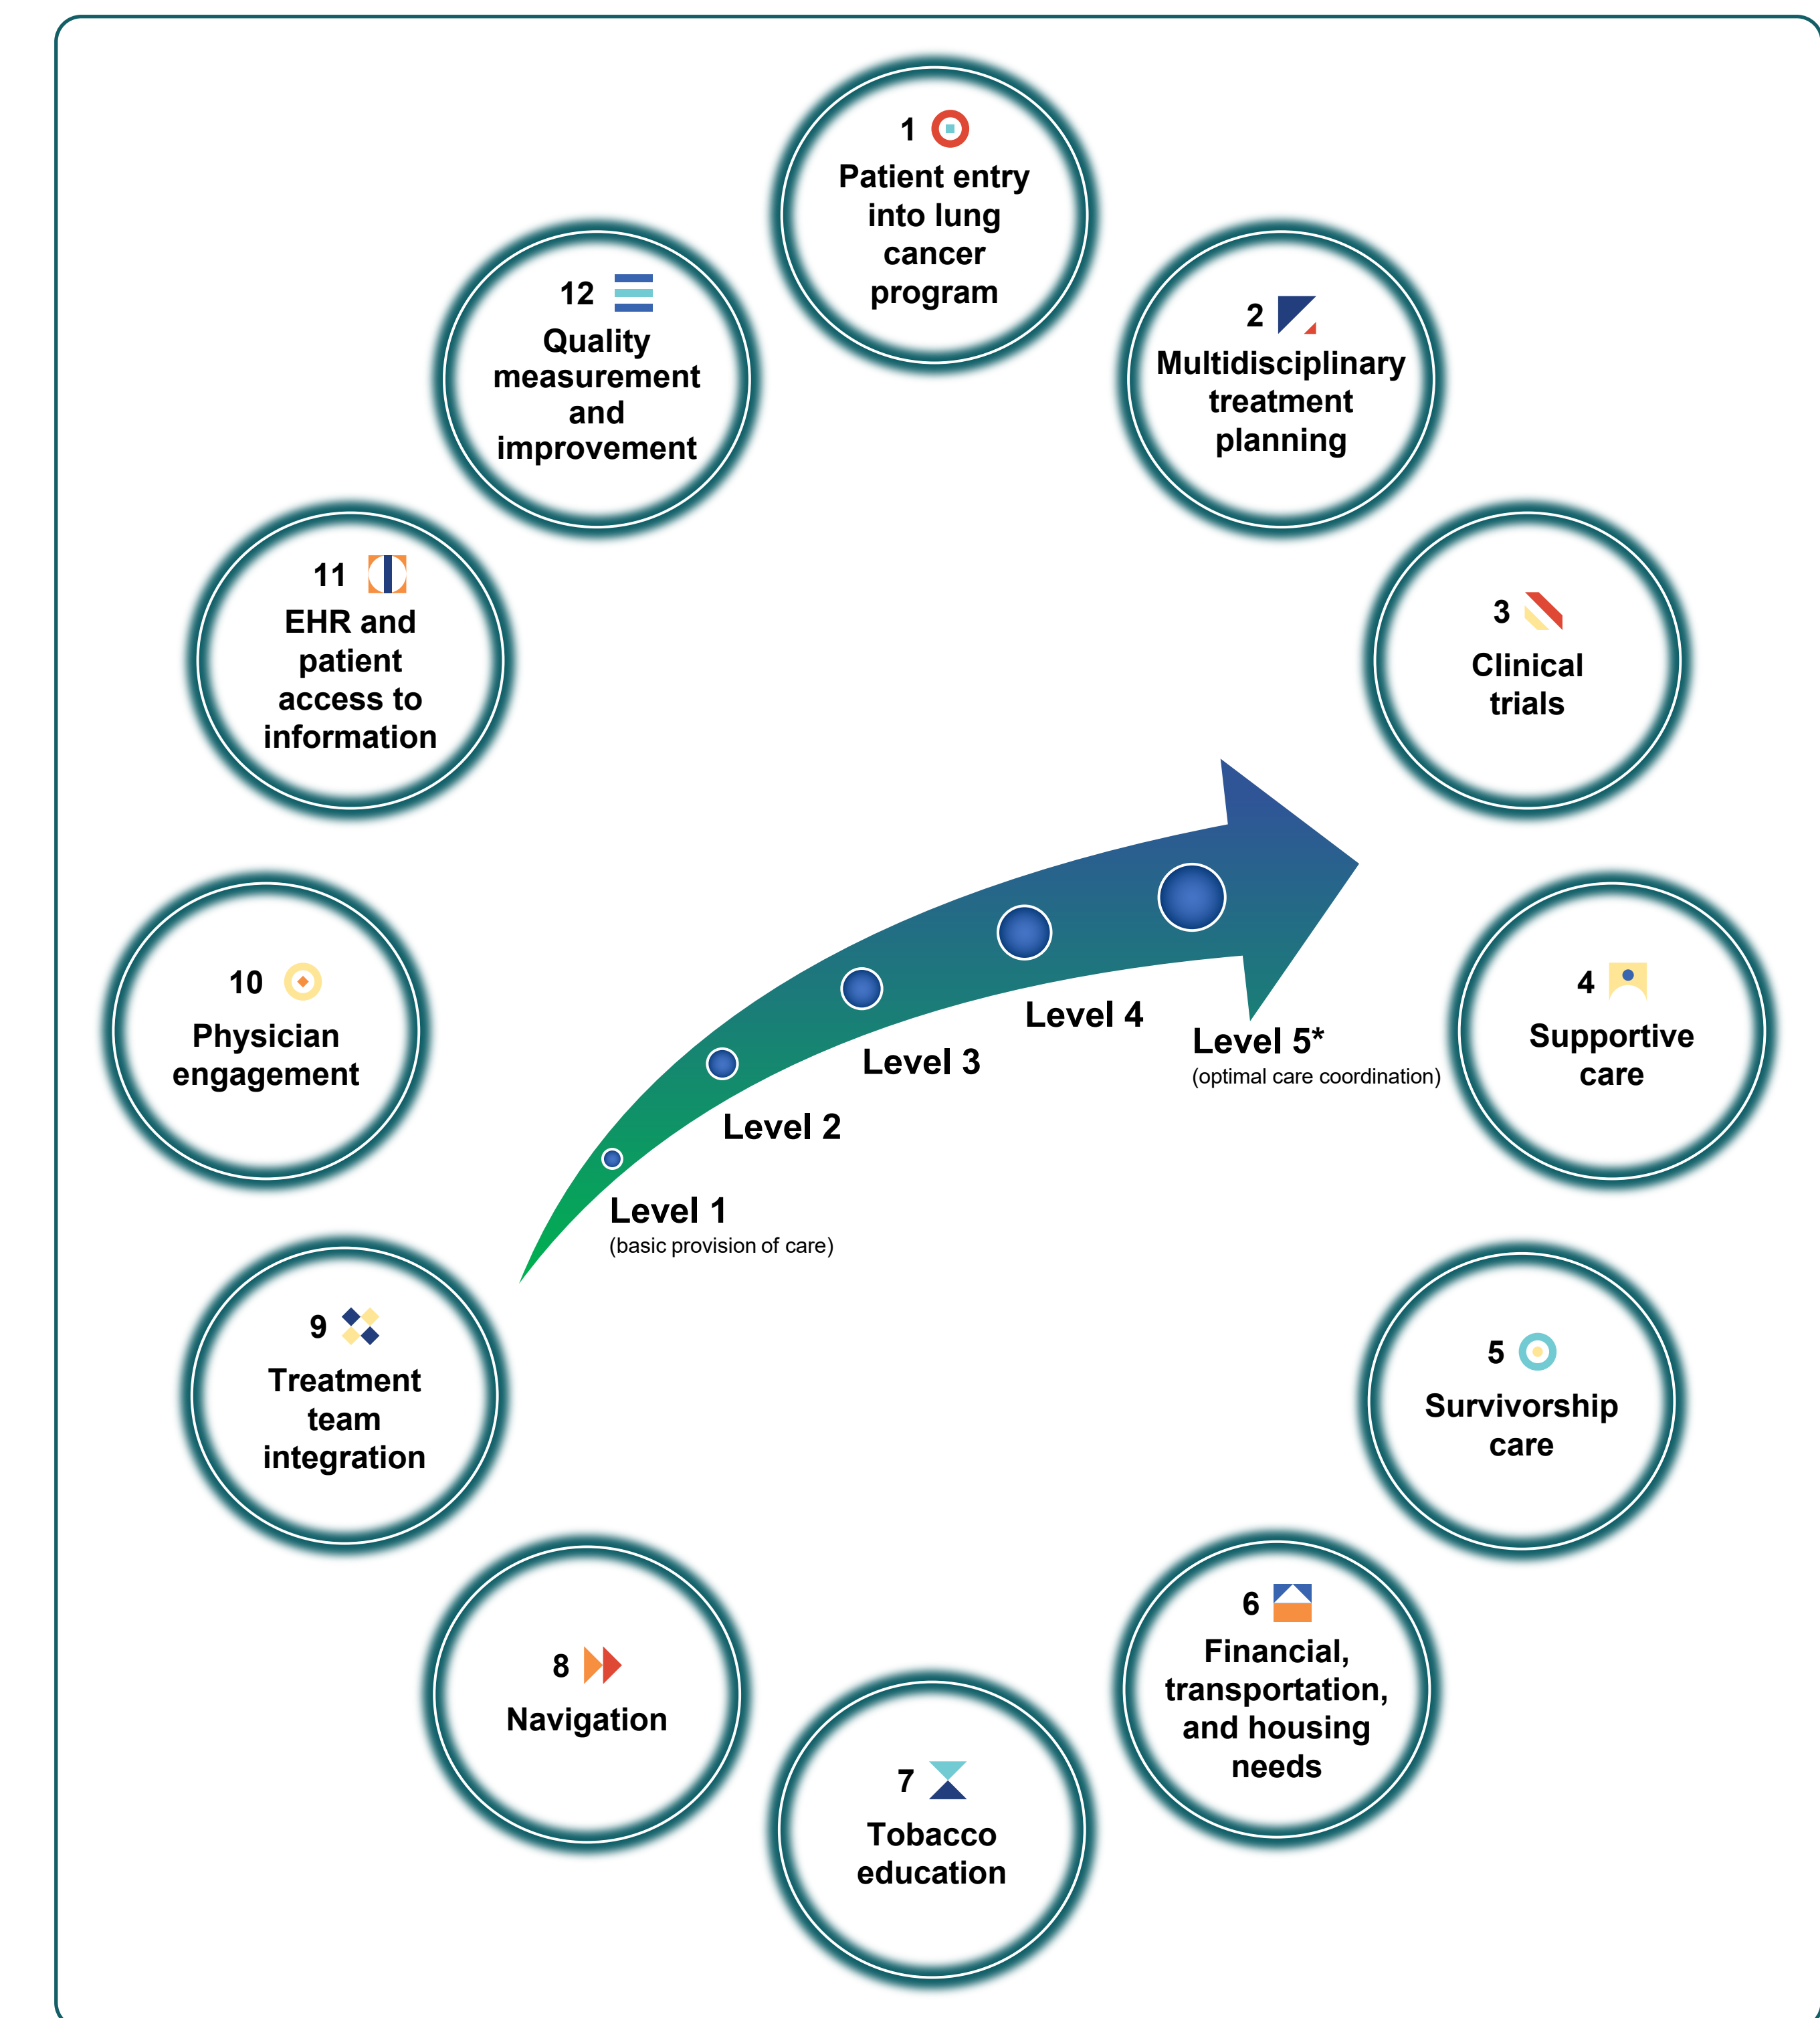 1
Patient entry
into lung
cancer
program
2
Multidisciplinary
treatment
planning
3
Clinical
trials
4
Supportive
care
5
Survivorship
care
6
Financial,
transportation,
and housing
needs
7
Tobacco
education
8
Navigation
9
Treatment
team
integration
10
Physician
engagement
11
EHR and
patient
access to
information
12
Quality
measurement
and
improvement
Level 1
(basic provision of care)
Level 2
Level 3
Level 4
Level 5*
(optimal care coordination)